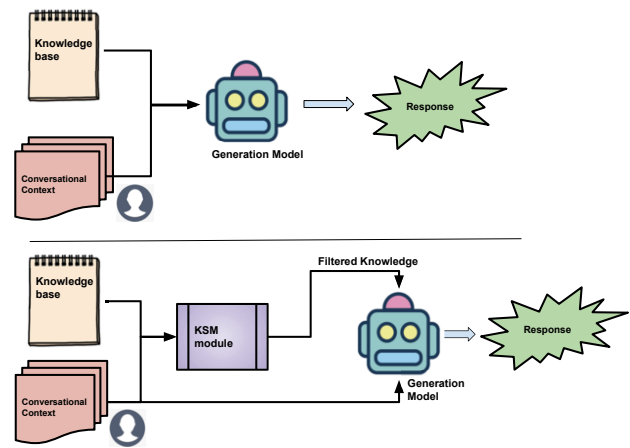 Knowledge
base
Response
Generation Model
Conversational
Context
Filtered Knowledge
Knowledge
base
KSM
module
Response
Generation
Model
Conversational
Context